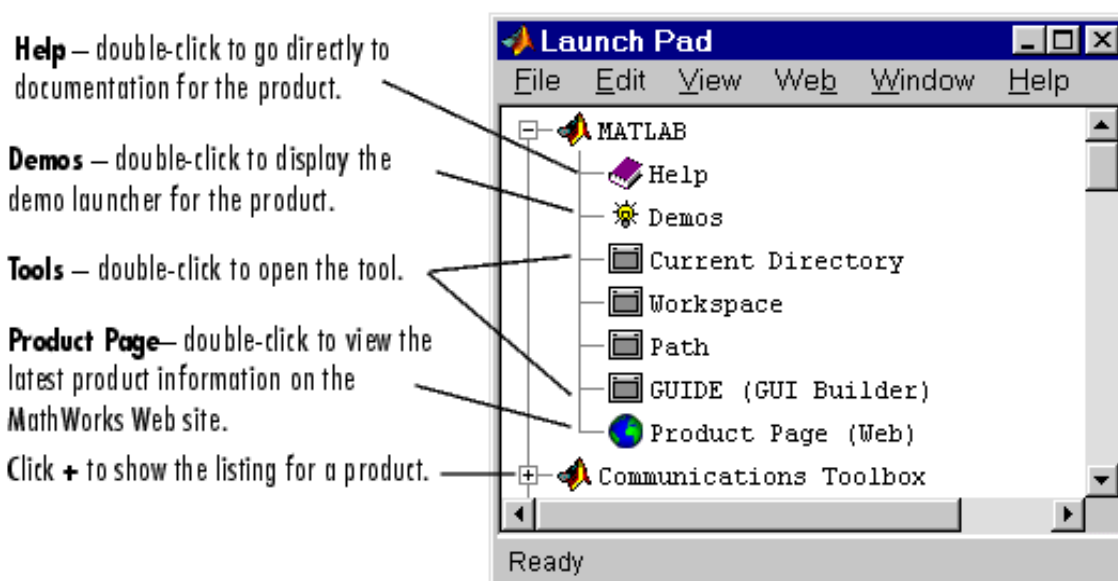 Help – double-click to go directly to
documentation for the product.
Demos – double-click to display the
demo launcher for the product.
Tools – double-click to open the tool.
Product Page– double-click to view the
latest product information on the
MathWorks Web site.
Click + to show the listing for a product.
Launch Pad
File Edit View Web Window Help
MATLAB
Help
Demos
Current Directory
Workspace
Path
GUIDE (GUI Builder)
Product Page (Web)
Communications Toolbox
Ready